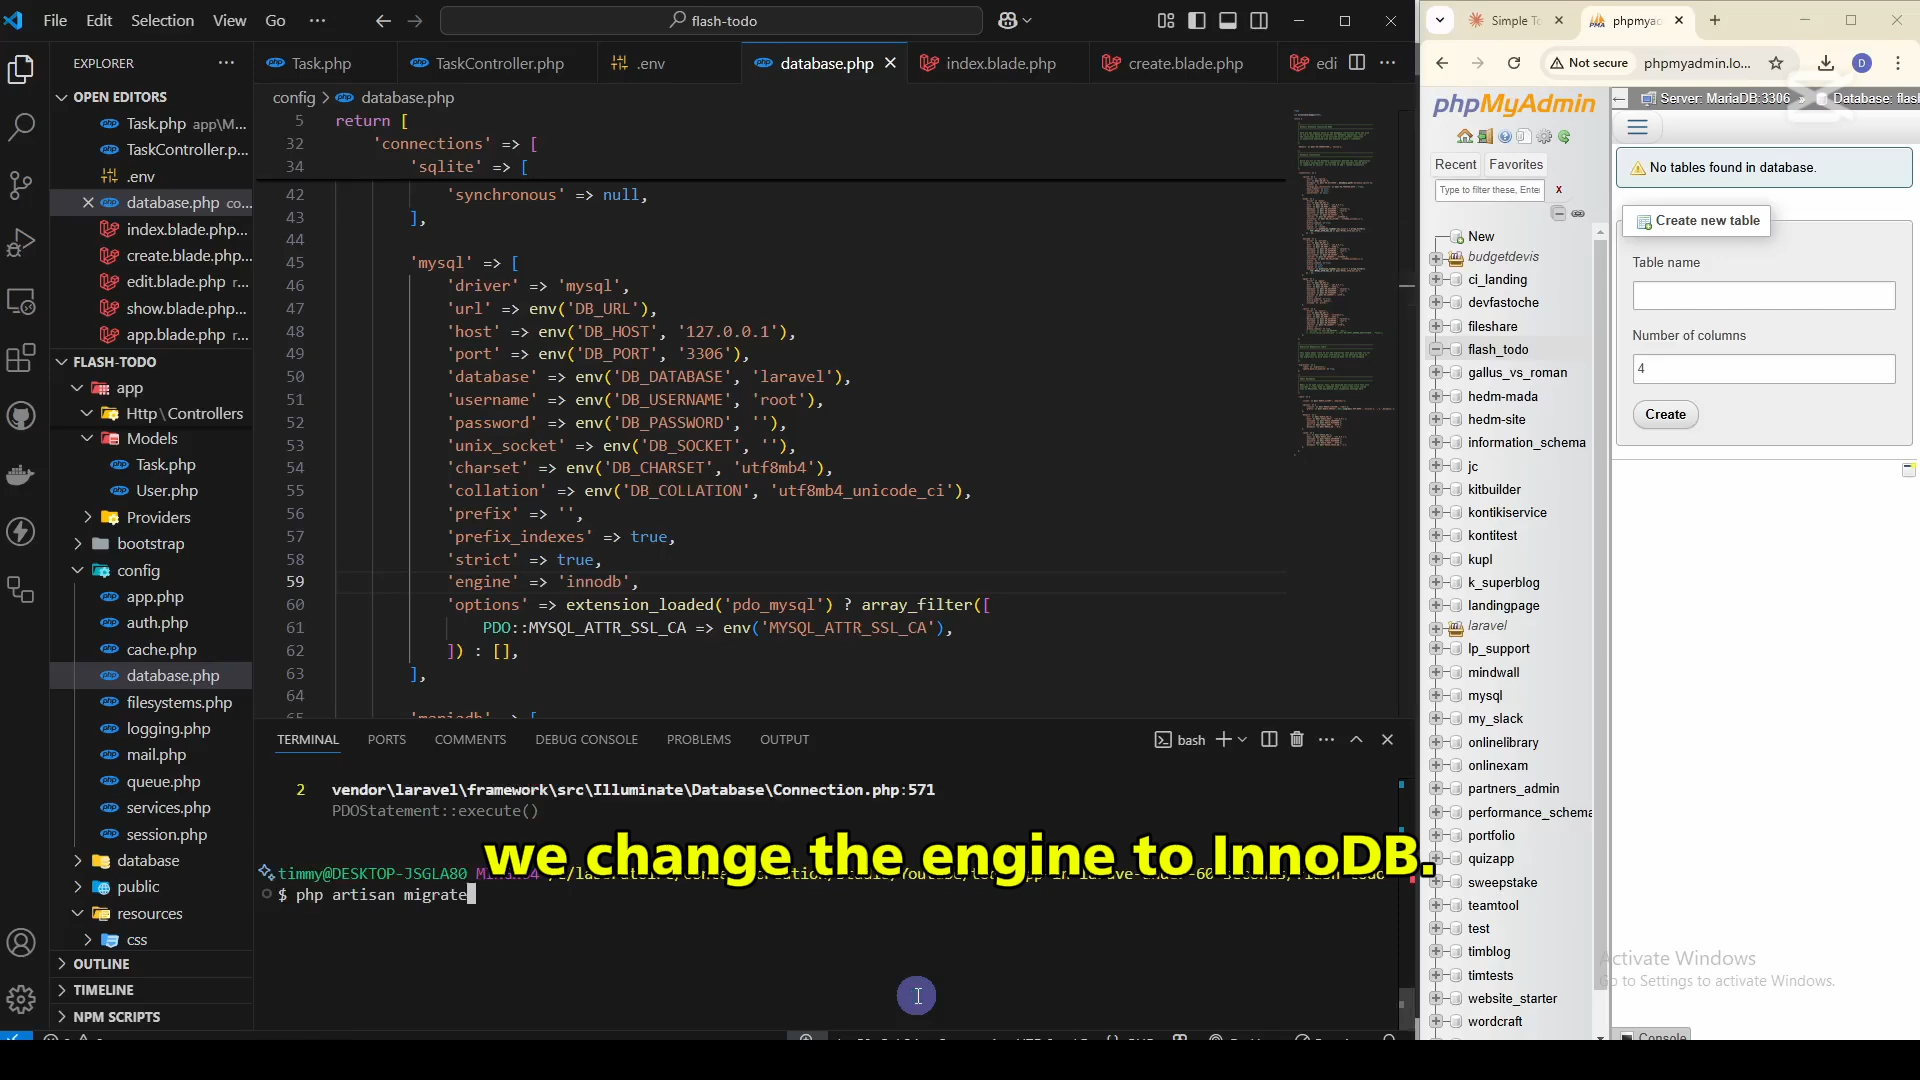 File Edit Selection View Go ···
flash-todo
EXPLORER
OPEN EDITORS
Task.php app\M...
TaskController.p...
.env
database.php co...
index.blade.php...
create.blade.php...
edit.blade.php r...
show.blade.php...
app.blade.php r...
FLASH-TODO
app
Http\Controllers
Models
Task.php
User.php
Providers
bootstrap
config
app.php
auth.php
cache.php
database.php
filesystems.php
logging.php
mail.php
queue.php
services.php
session.php
database
public
resources
css
OUTLINE
TIMELINE
NPM SCRIPTS
Task.php TaskController.php .env database.php index.blade.php create.blade.php edi
config > database.php
5 return [
32 'connections' => [
34 'sqlite' => [
42 'synchronous' => null,
43 ],
44
45 'mysql' => [
46 'driver' => 'mysql',
47 'url' => env('DB_URL'),
48 'host' => env('DB_HOST', '127.0.0.1'),
49 'port' => env('DB_PORT', '3306'),
50 'database' => env('DB_DATABASE', 'laravel'),
51 'username' => env('DB_USERNAME', 'root'),
52 'password' => env('DB_PASSWORD', ''),
53 'unix_socket' => env('DB_SOCKET', ''),
54 'charset' => env('DB_CHARSET', 'utf8mb4'),
55 'collation' => env('DB_COLLATION', 'utf8mb4_unicode_ci'),
56 'prefix' => '',
57 'prefix_indexes' => true,
58 'strict' => true,
59 'engine' => 'innodb',
60 'options' => extension_loaded('pdo_mysql') ? array_filter([
61 PDO::MYSQL_ATTR_SSL_CA => env('MYSQL_ATTR_SSL_CA'),
62 ]) : [],
63 ],
64
TERMINAL PORTS COMMENTS DEBUG CONSOLE PROBLEMS OUTPUT
bash
2 vendor\laravel\framework\src\Illuminate\Database\Connection.php:571
PDOStatement::execute()
timmy@DESKTOP-JSGLA80
we change the engine to InnoDB.
$ php artisan migrate
Simple To phpmyad
Not secure phpmyadmin.lo...
phpMyAdmin
Recent Favorites
Type to filter these, Enter X
New
budgetdevis
ci_landing
devfastoche
fileshare
flash_todo
gallus_vs_roman
hedm-mada
hedm-site
information_schema
jc
kitbuilder
kontikiservice
kontitest
kupl
k_superblog
landingpage
laravel
lp_support
mindwall
mysql
my_slack
onlinelibrary
onlinexam
partners_admin
performance_schema
portfolio
quizapp
sweepstake
teamtool
test
timblog
timtests
website_starter
wordcraft
Server: MariaDB:3306 » Database: flas
No tables found in database.
Create new table
Table name
Number of columns
4
Create
Activate Windows
Go to Settings to activate Windows.
Console